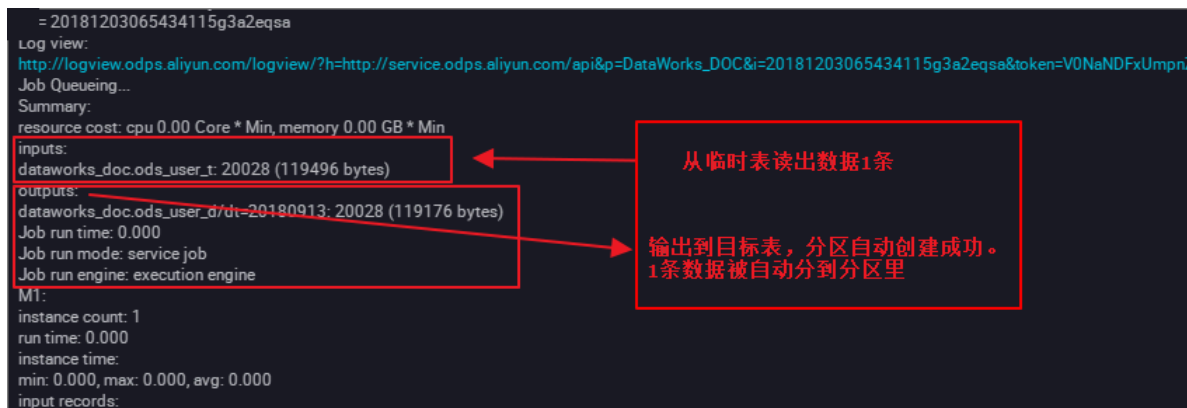 = 20181203065434115g3a2eqsa
Log view:
http://logview.odps.aliyun.com/logview/?h=http://service.odps.aliyun.com/api&p=DataWorks_DOC&i=20181203065434115g3a2eqsa&token=V0NaNDFxUmpn
Job Queueing...
Summary:
resource cost: cpu 0.00 Core * Min, memory 0.00 GB * Min
inputs:
dataworks_doc.ods_user_t: 20028 (119496 bytes)
从临时表读出数据1条
outputs:
dataworks_doc.ods_user_d/dt=20180913: 20028 (119176 bytes)
Job run time: 0.000
Job run mode: service job
Job run engine: execution engine
输出到目标表，分区自动创建成功。
1条数据被自动分到分区里
M1:
instance count: 1
run time: 0.000
instance time:
min: 0.000, max: 0.000, avg: 0.000
input records: